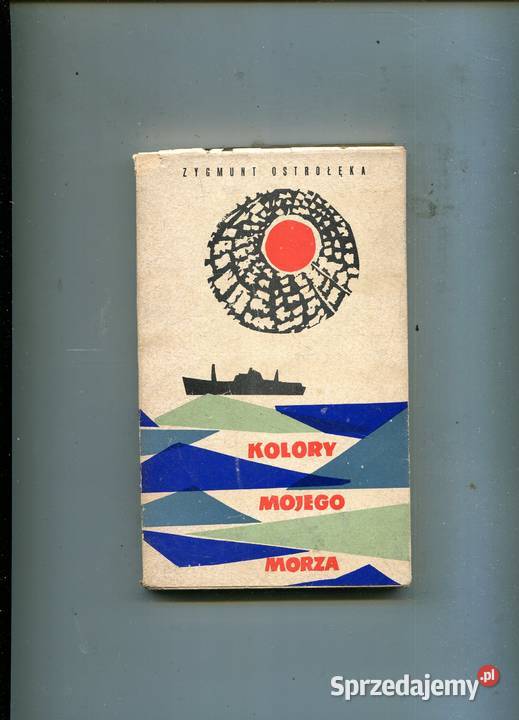 ZYGMUNT OSTROŁĘKA
KOLORY
MOJEGO
MORZA
Sprzedajemy.pl